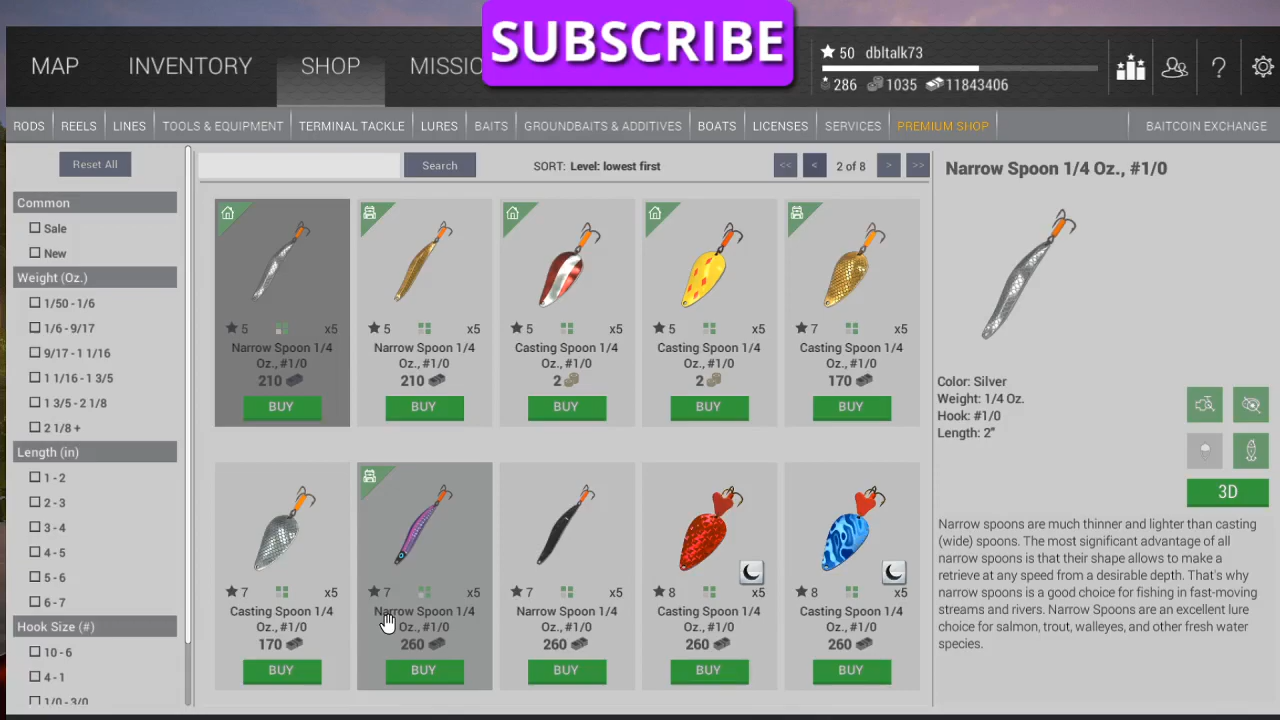 SUBSCRIBE
MAP INVENTORY SHOP MISSIO
50 dbltalk73
286 1035 11843406
RODS REELS LINES TOOLS & EQUIPMENT TERMINAL TACKLE LURES BAITS GROUNDBAITS & ADDITIVES BOATS LICENSES SERVICES PREMIUM SHOP BAITCOIN EXCHANGE
Reset All
Search
SORT: Level: lowest first
<< < 2 of 8 > >>
Common
Sale
New
Weight (Oz.)
1/50 - 1/6
1/6 - 9/17
9/17 - 1 1/16
1 1/16 - 1 3/5
1 3/5 - 2 1/8
2 1/8 +
Length (in)
1 - 2
2 - 3
3 - 4
4 - 5
5 - 6
6 - 7
Hook Size (#)
10 - 6
4 - 1
1/0 - 3/0
5 x5 5 x5 5 x5 5 x5 7 x5
Narrow Spoon 1/4 Narrow Spoon 1/4 Casting Spoon 1/4 Casting Spoon 1/4 Casting Spoon 1/4
Oz., #1/0 Oz., #1/0 Oz., #1/0 Oz., #1/0 Oz., #1/0
210 210 2 2 170
BUY BUY BUY BUY BUY
7 x5 7 x5 7 x5 8 x5 8 x5
Casting Spoon 1/4 Narrow Spoon 1/4 Narrow Spoon 1/4 Casting Spoon 1/4 Casting Spoon 1/4
Oz., #1/0 Oz., #1/0 Oz., #1/0 Oz., #1/0 Oz., #1/0
170 260 260 260 260
BUY BUY BUY BUY BUY
Narrow Spoon 1/4 Oz., #1/0
Color: Silver
Weight: 1/4 Oz.
Hook: #1/0
Length: 2"
3D
Narrow spoons are much thinner and lighter than casting
(wide) spoons. The most significant advantage of all
narrow spoons is that their shape allows to make a
retrieve at any speed from a desirable depth. That's why
narrow spoons is a good choice for fishing in fast-moving
streams and rivers. Narrow Spoons are an excellent lure
choice for salmon, trout, walleyes, and other fresh water
species.